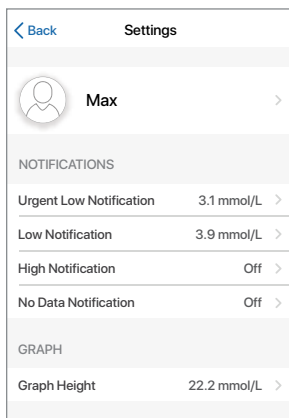 Back Settings
Max
NOTIFICATIONS
Urgent Low Notification 3.1 mmol/L
Low Notification 3.9 mmol/L
High Notification Off
No Data Notification Off
GRAPH
Graph Height 22.2 mmol/L